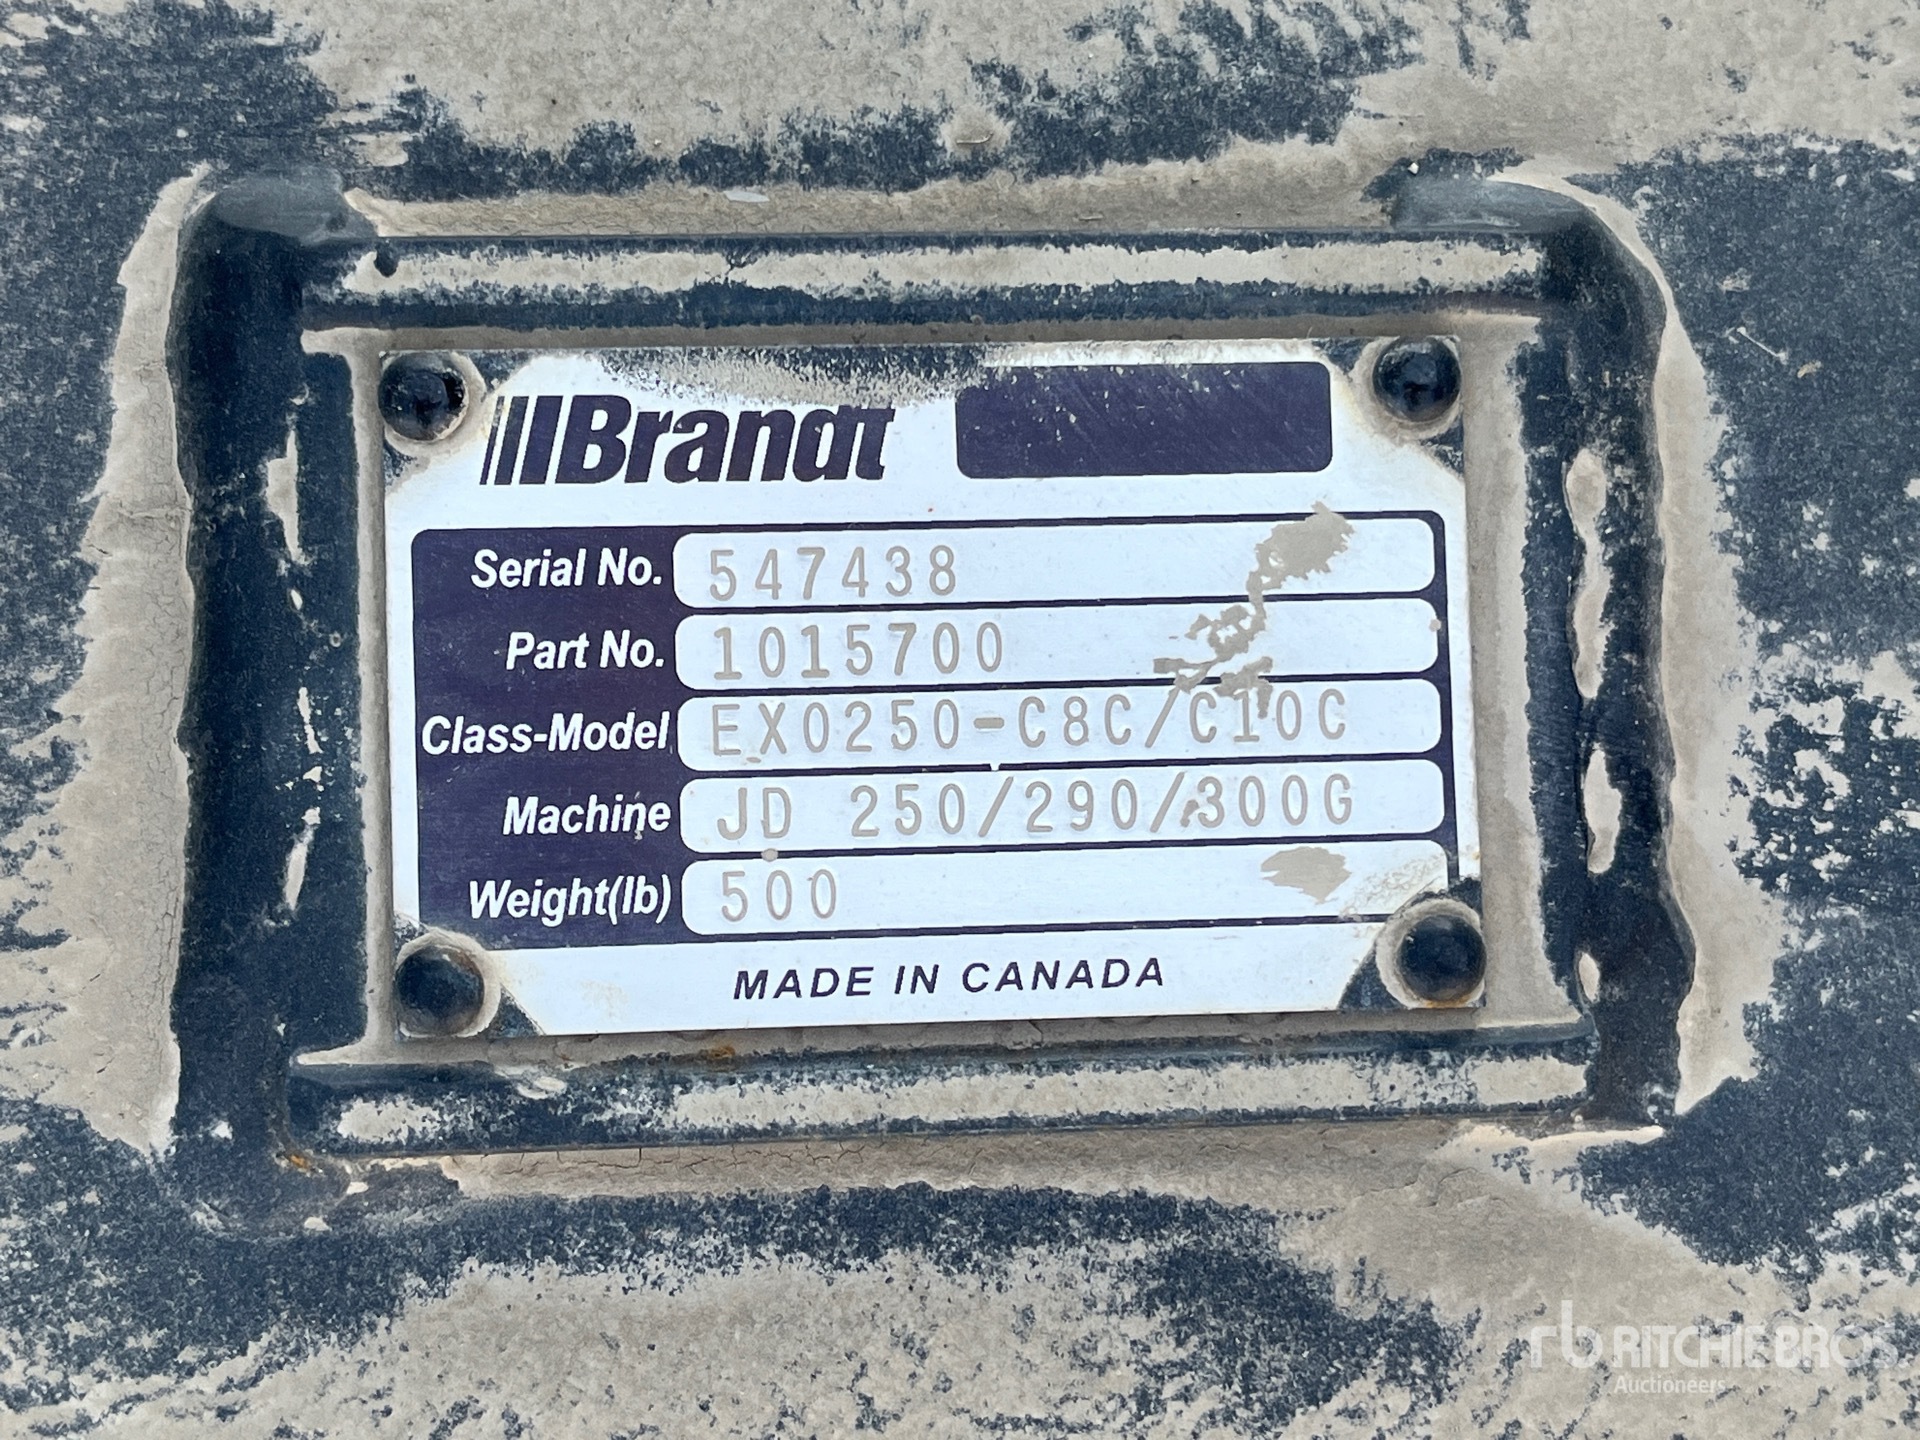 Brandt
Serial No. 547438
Part No. 1015700
Class-Model EX0250-C8C/C10C
Machine JD 250/290/300G
Weight(lb) 500
MADE IN CANADA
rb RITCHIE BROS.
Auctioneers